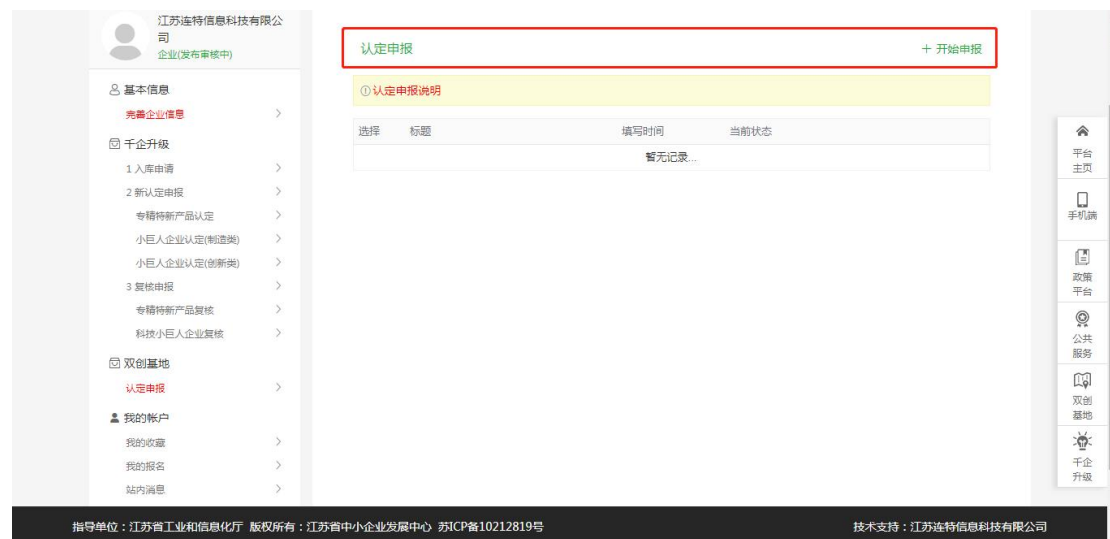 江苏连特信息科技有限公
司
企业(发布审核中)
基本信息
完善企业信息
千企升级
1 入库申请
2 新认定申报
专精特新产品认定
小巨人企业认定(制造类)
小巨人企业认定(创新类)
3 复核申报
专精特新产品复核
科技小巨人企业复核
双创基地
认定申报
我的帐户
我的收藏
我的报名
站内消息
认定申报
+ 开始申报
认定申报说明
选择 标题 填写时间 当前状态
暂无记录...
平台
主页
手机端
政策
平台
公共
服务
双创
基地
千企
升级
指导单位：江苏省工业和信息化厅 版权所有：江苏省中小企业发展中心 苏ICP备10212819号
技术支持：江苏连特信息科技有限公司